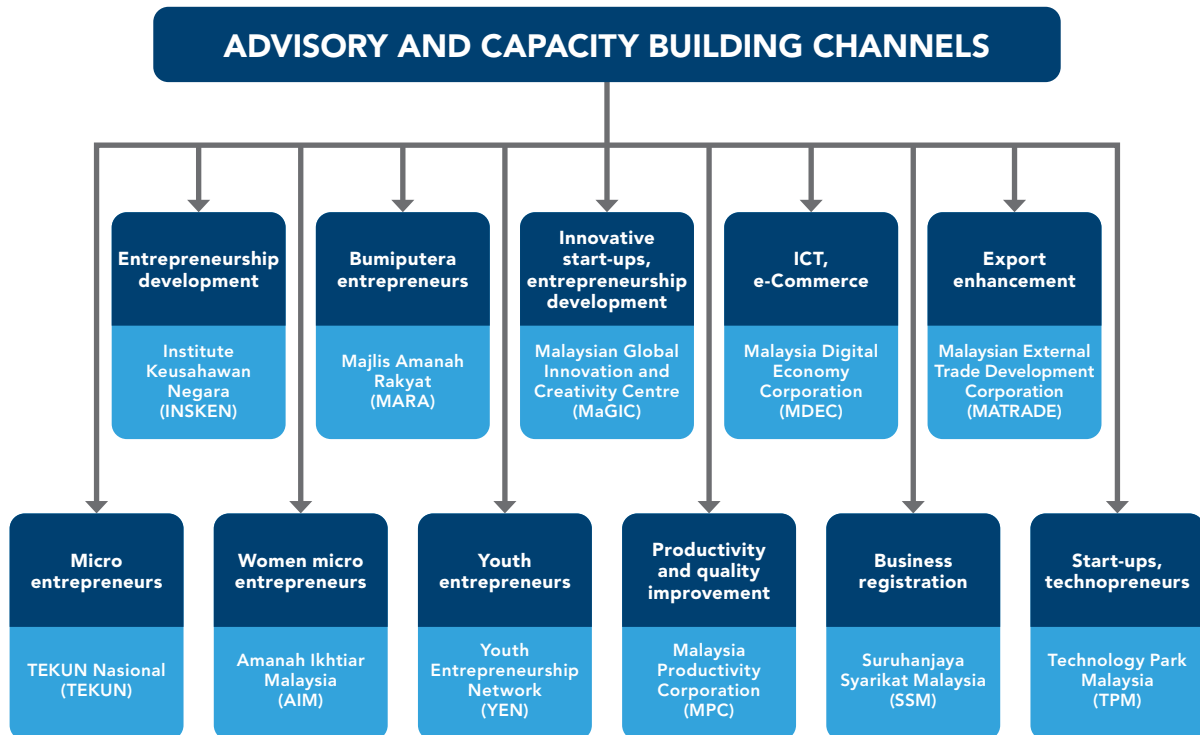 ADVISORY AND CAPACITY BUILDING CHANNELS
Entrepreneurship
development
Institute
Keusahawan
Negara
(INSKEN)
Bumiputera
entrepreneurs
Majlis Amanah
Rakyat
(MARA)
Innovative
start-ups,
entrepreneurship
development
Malaysian Global
Innovation and
Creativity Centre
(MaGIC)
ICT,
e-Commerce
Malaysia Digital
Economy
Corporation
(MDEC)
Export
enhancement
Malaysian External
Trade Development
Corporation
(MATRADE)
Micro
entrepreneurs
TEKUN Nasional
(TEKUN)
Women micro
entrepreneurs
Amanah Ikhtiar
Malaysia
(AIM)
Youth
entrepreneurs
Youth
Entrepreneurship
Network
(YEN)
Productivity
and quality
improvement
Malaysia
Productivity
Corporation
(MPC)
Business
registration
Suruhanjaya
Syarikat Malaysia
(SSM)
Start-ups,
technopreneurs
Technology Park
Malaysia
(TPM)